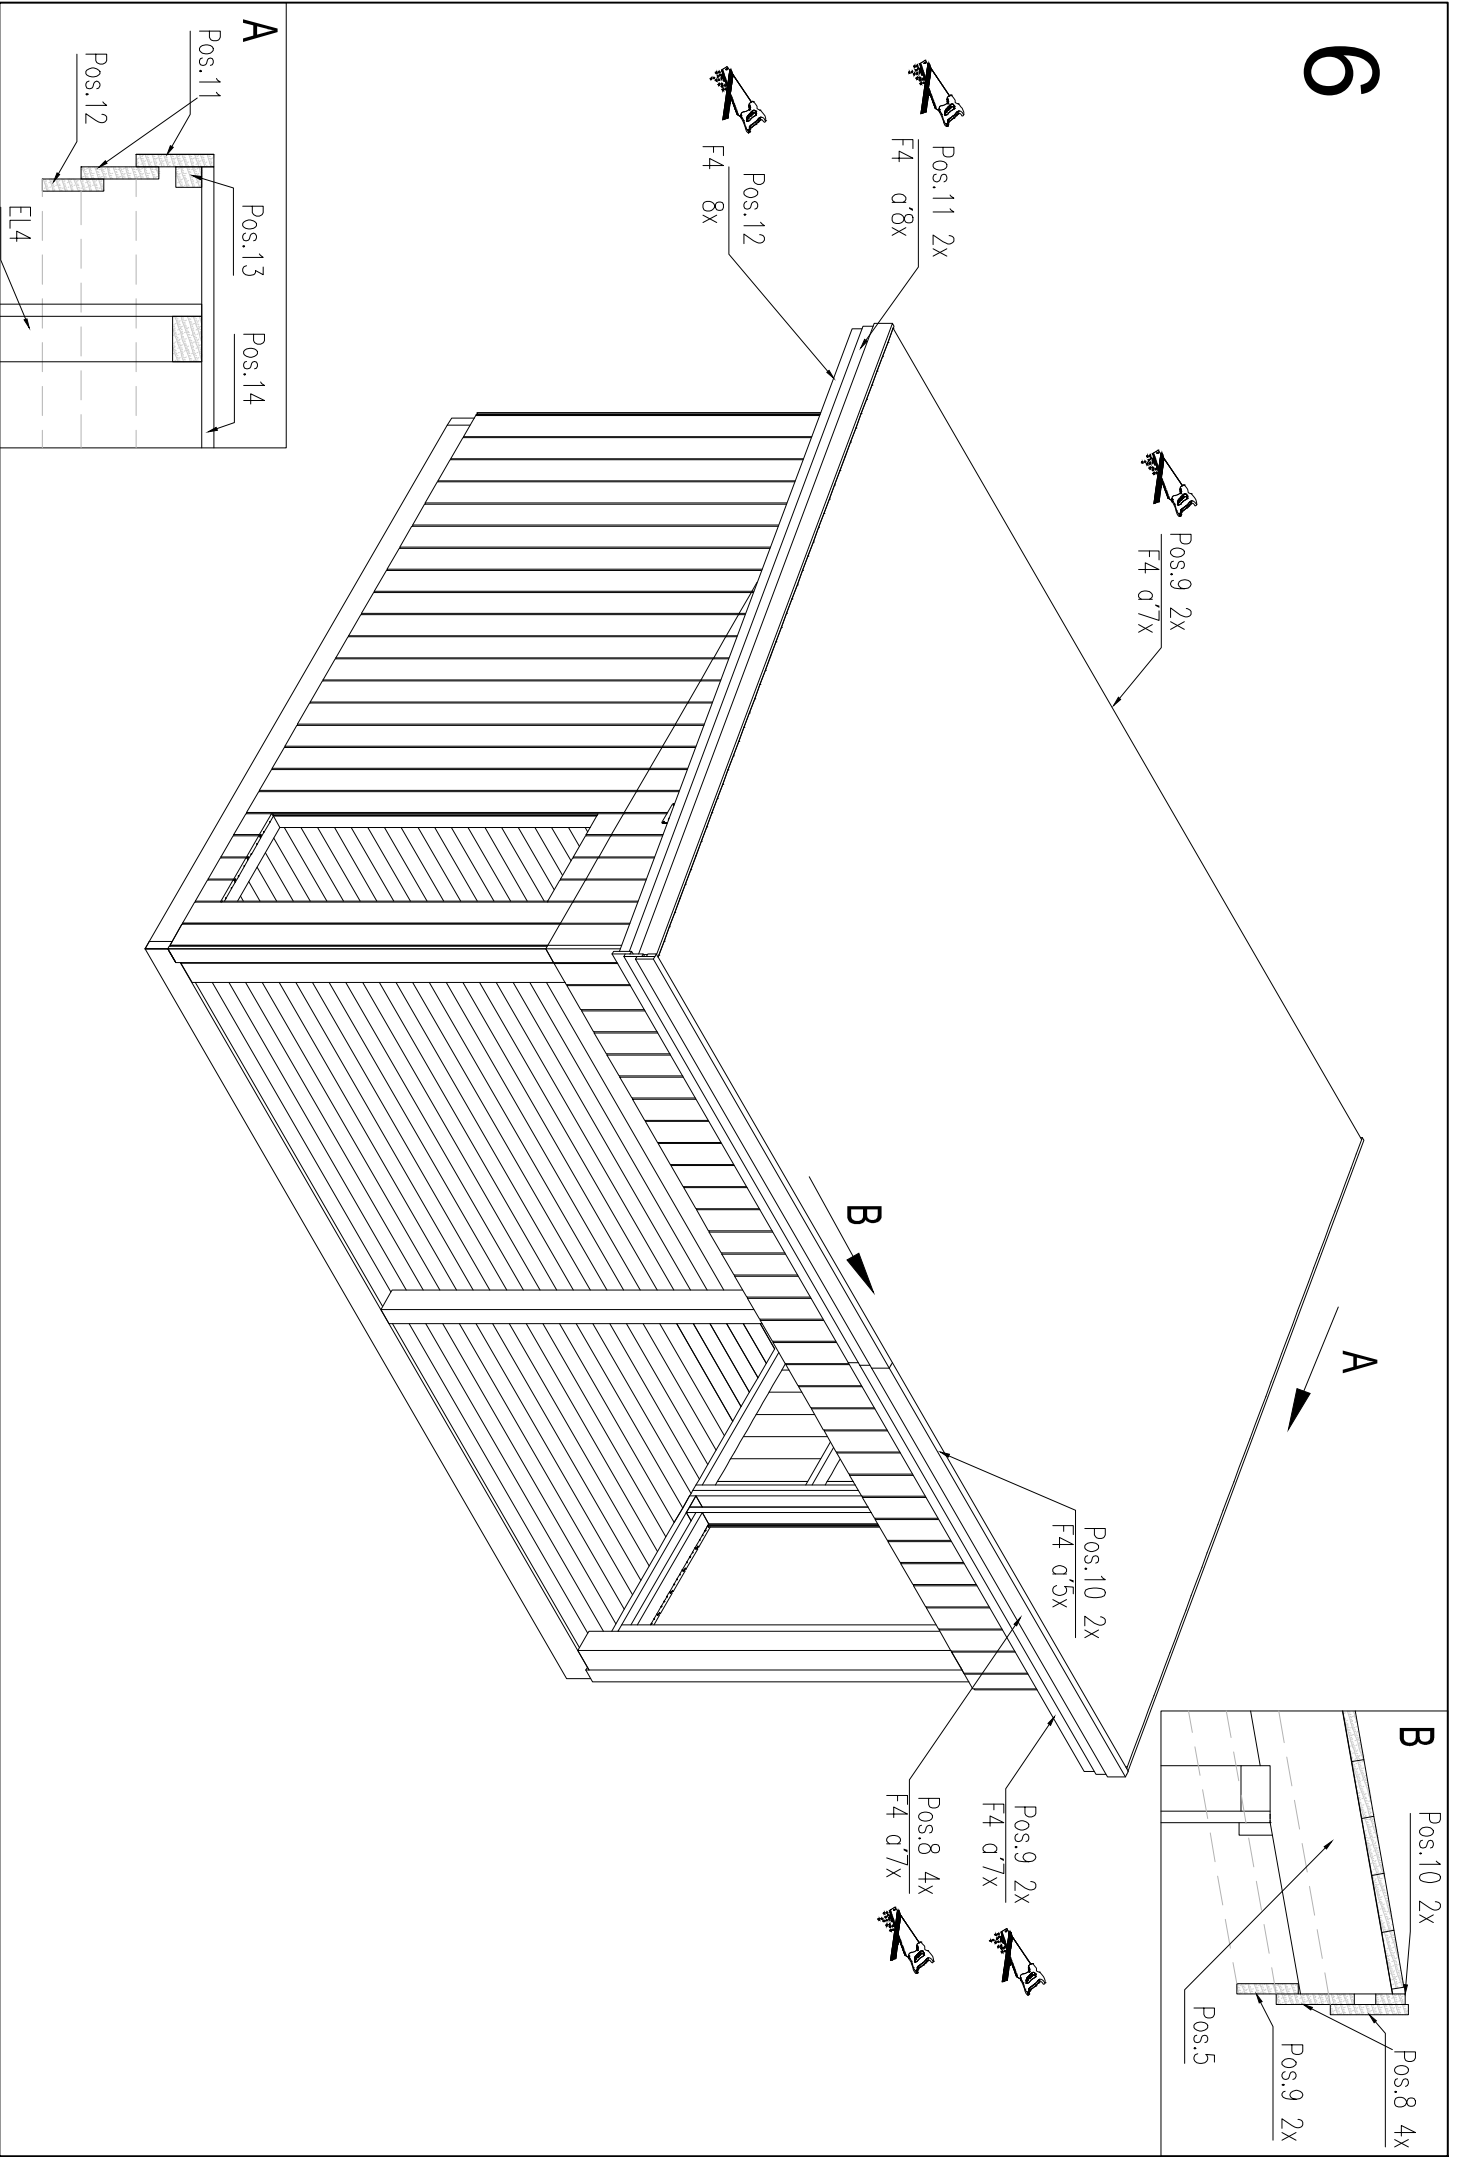 6
Pos.11 2x
F4 a'8x
Pos.12
F4 8x
Pos.9 2x
F4 a'7x
A
B
Pos.10 2x
F4 a'5x
Pos.9 2x
F4 a'7x
Pos.8 4x
F4 a'7x
B
Pos.10 2x
Pos.8 4x
Pos.9 2x
Pos.5
A
Pos.11
Pos.12
Pos.13
Pos.14
EL4